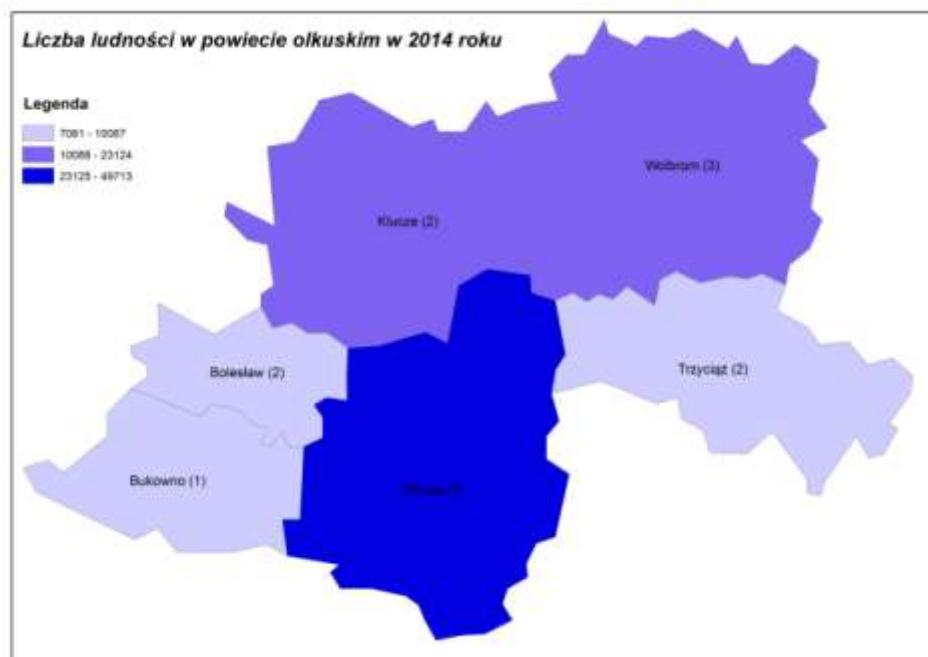 Liczba ludności w powiecie olkuskim w 2014 roku
Legenda
7081 - 10087
10088 - 23124
23125 - 49713
Wolbrom (3)
Klucze (2)
Bolesław (2)
Trzyciąż (2)
Bukowno (1)